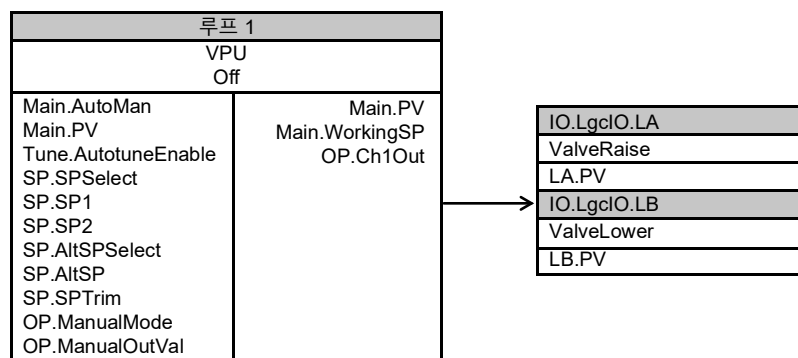 루프 1
VPU
Off
Main.AutoMan
Main.PV
Tune.AutotuneEnable
SP.SPSelect
SP.SP1
SP.SP2
SP.AltSPSelect
SP.AltSP
SP.SPTrim
OP.ManualMode
OP.ManualOutVal
Main.PV
Main.WorkingSP
OP.Ch1Out
IO.LgcIO.LA
ValveRaise
LA.PV
IO.LgcIO.LB
ValveLower
LB.PV